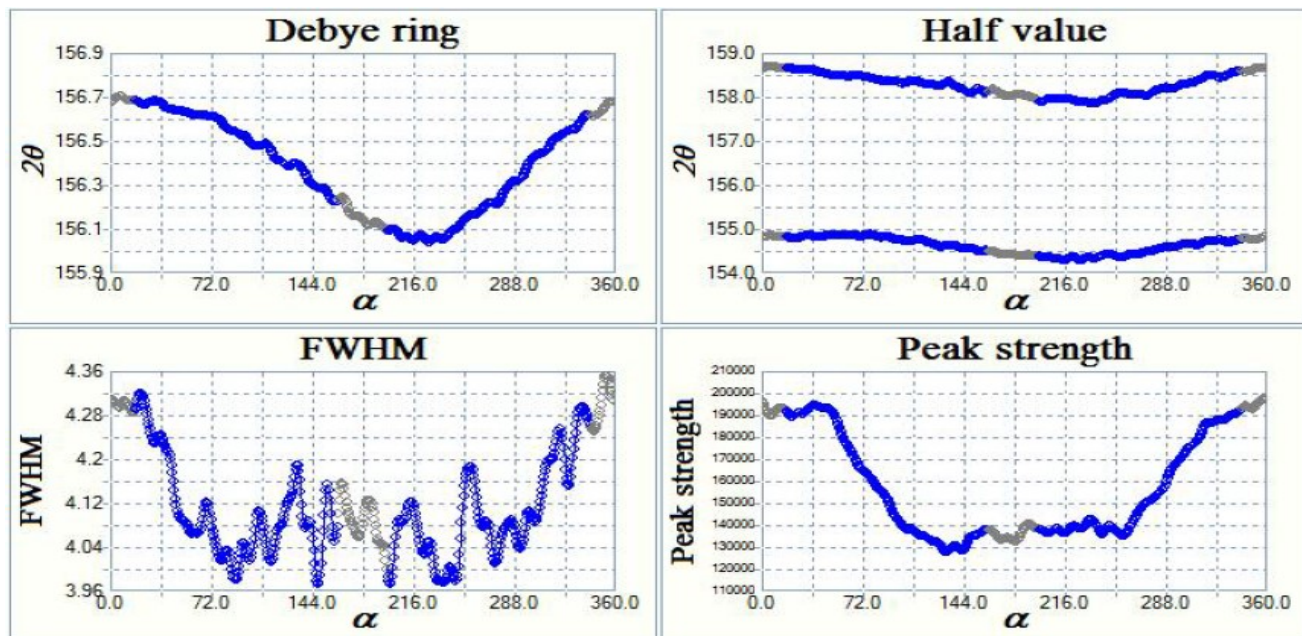 Debye ring
156.9
156.7
156.5
156.3
156.1
155.9
2θ
0.0 72.0 144.0 216.0 288.0 360.0
α
Half value
159.0
158.0
157.0
156.0
155.0
154.0
2θ
0.0 72.0 144.0 216.0 288.0 360.0
α
FWHM
4.36
4.28
4.2
4.12
4.04
3.96
FWHM
0.0 72.0 144.0 216.0 288.0 360.0
α
Peak strength
210000
200000
190000
180000
170000
160000
150000
140000
130000
120000
110000
Peak strength
0.0 72.0 144.0 216.0 288.0 360.0
α